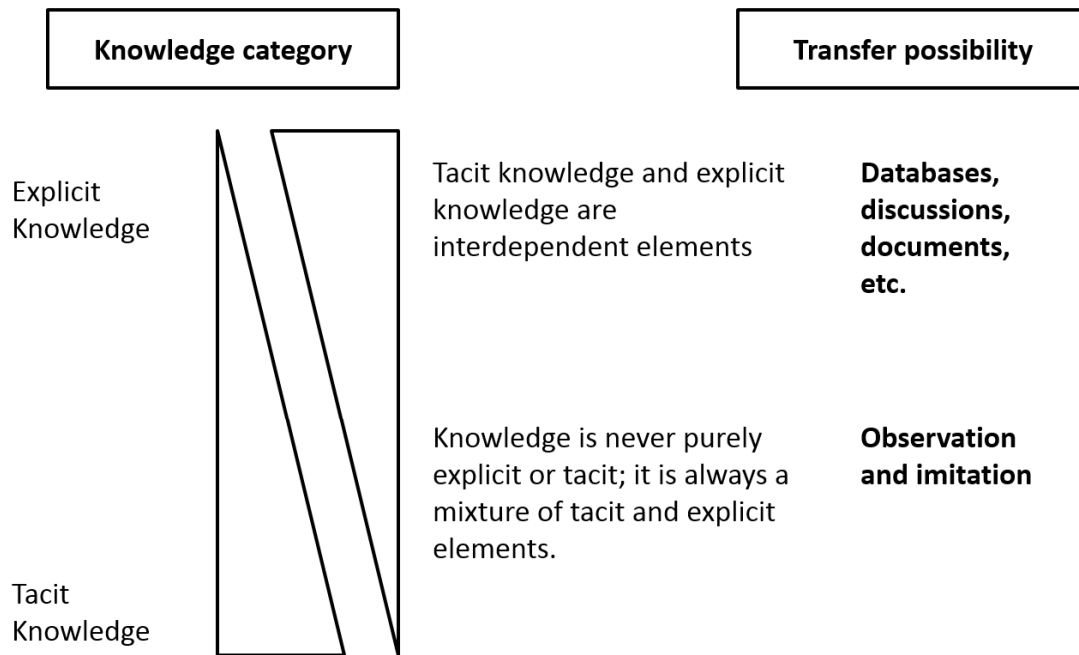 Knowledge category
Transfer possibility
Explicit
Knowledge
Tacit knowledge and explicit
knowledge are
interdependent elements
Databases,
discussions,
documents,
etc.
Knowledge is never purely
explicit or tacit; it is always a
mixture of tacit and explicit
elements.
Observation
and imitation
Tacit
Knowledge